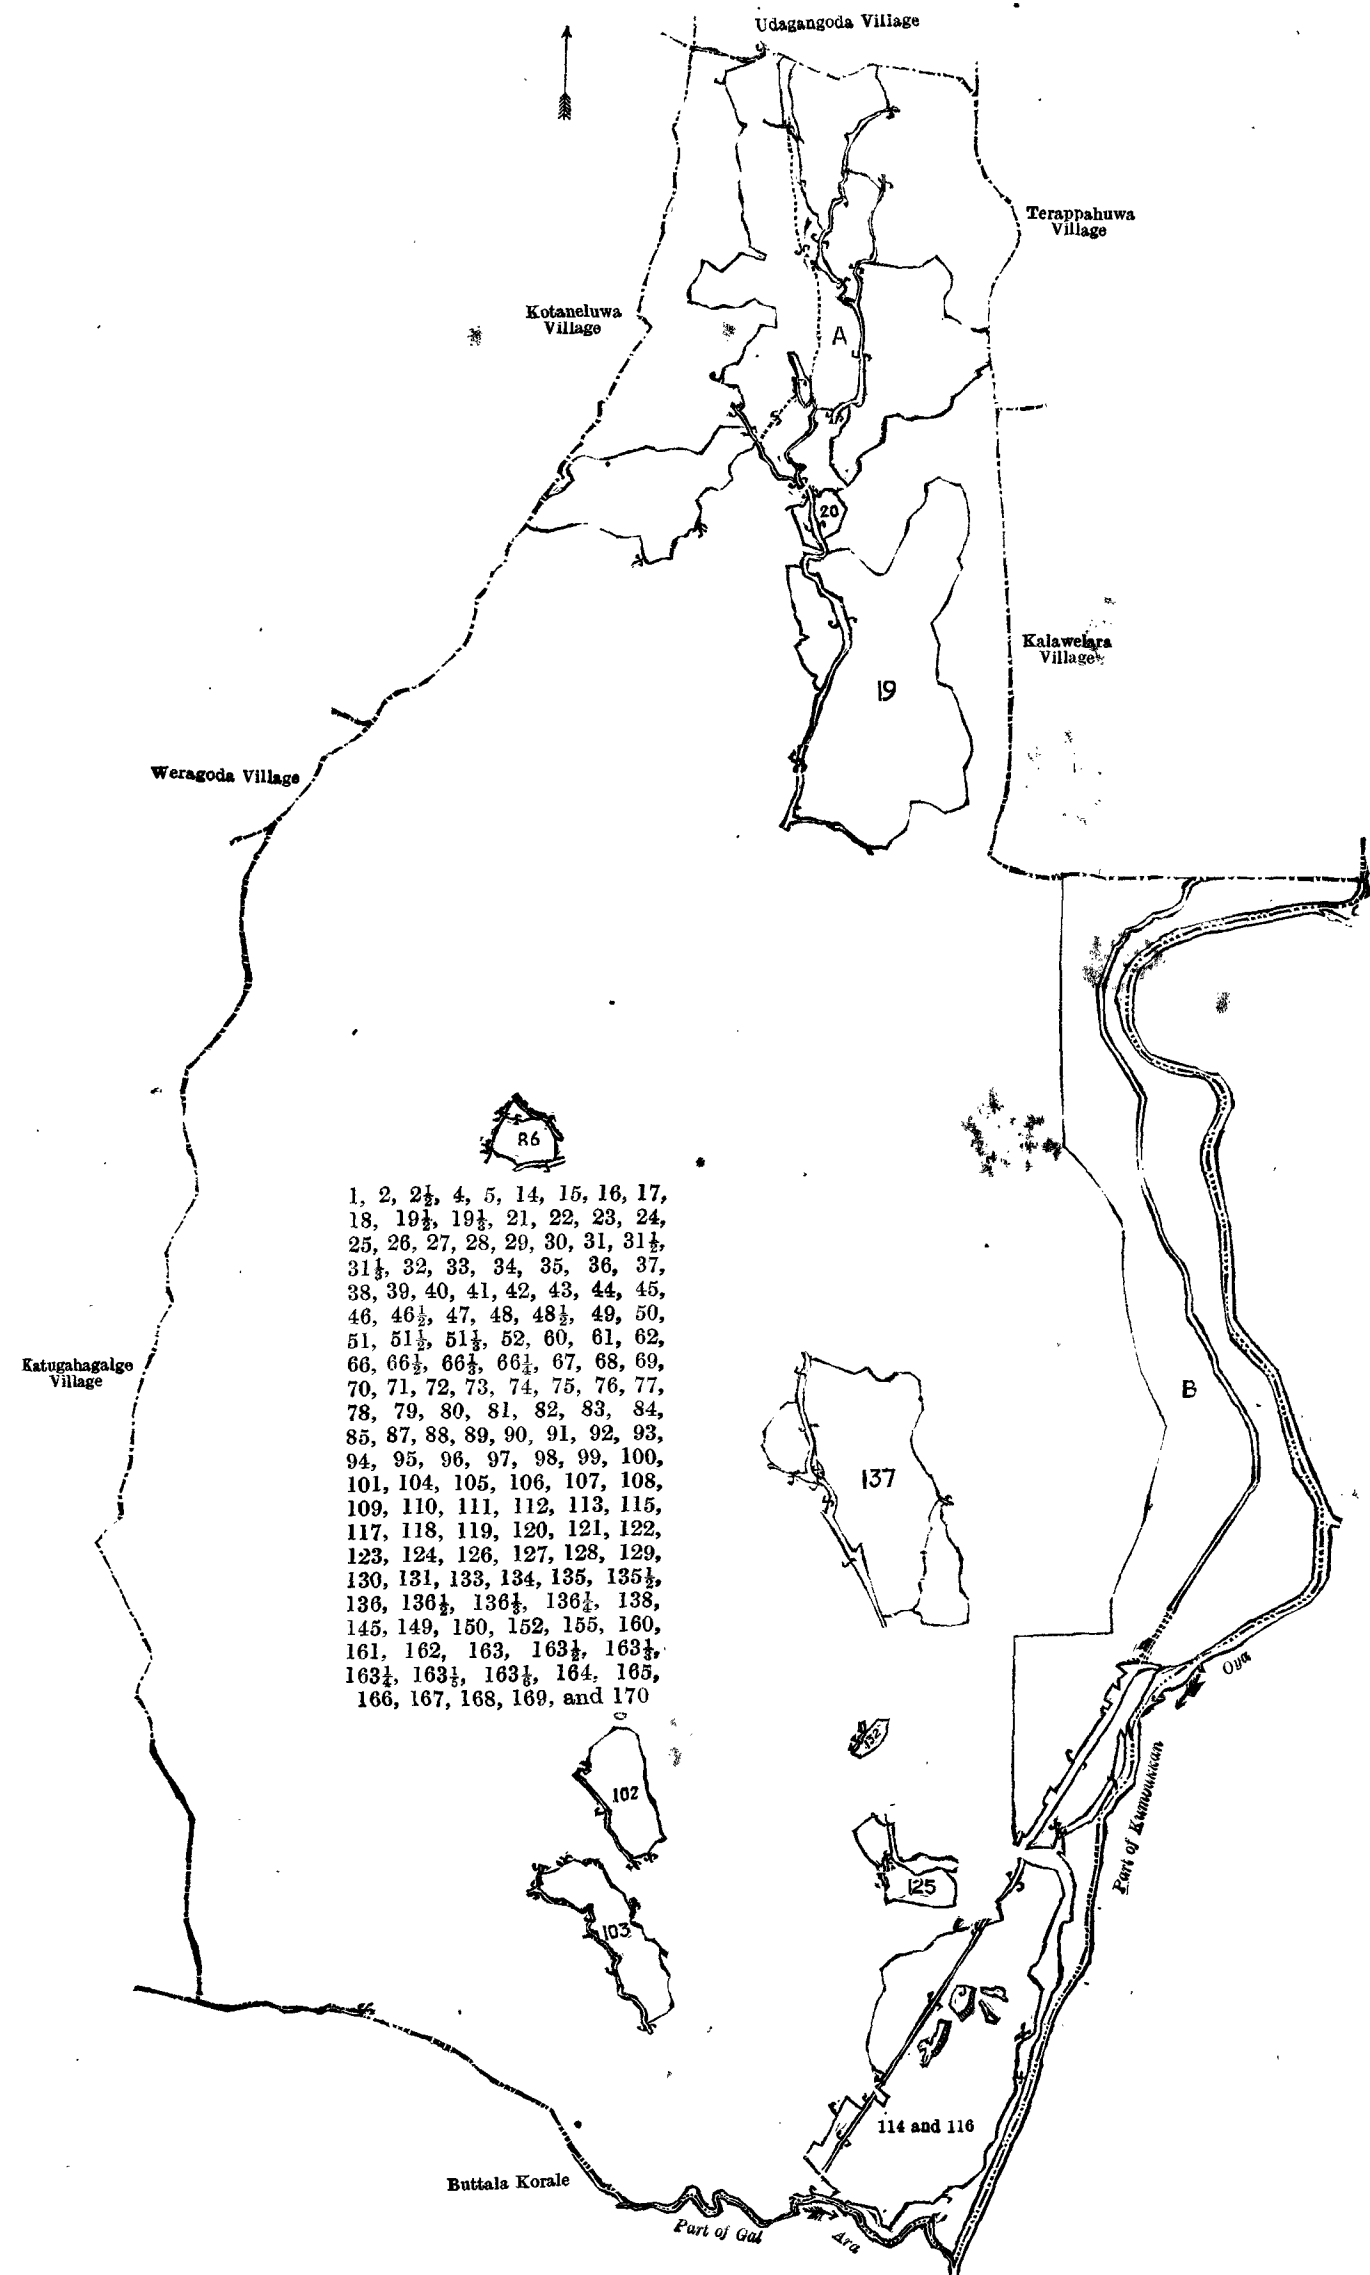 Udagangoda Village
Terappahuwa
Village
Kotaneluwa
Village
A
20
Kalawelara
Village
19
Weragoda Village
86
1, 2, 2½, 4, 5, 14, 15, 16, 17,
18, 19½, 19⅓, 21, 22, 23, 24,
25, 26, 27, 28, 29, 30, 31, 31½,
31⅓, 32, 33, 34, 35, 36, 37,
38, 39, 40, 41, 42, 43, 44, 45,
46, 46½, 47, 48, 48½, 49, 50,
51, 51½, 51⅓, 52, 60, 61, 62,
66, 66½, 66⅓, 66¼, 67, 68, 69,
70, 71, 72, 73, 74, 75, 76, 77,
78, 79, 80, 81, 82, 83, 84,
85, 87, 88, 89, 90, 91, 92, 93,
94, 95, 96, 97, 98, 99, 100,
101, 104, 105, 106, 107, 108,
109, 110, 111, 112, 113, 115,
117, 118, 119, 120, 121, 122,
123, 124, 126, 127, 128, 129,
130, 131, 133, 134, 135, 135½,
136, 136½, 136⅓, 136¼, 138,
145, 149, 150, 152, 155, 160,
161, 162, 163, 163½, 163⅓,
163¼, 163⅕, 163⅙, 164, 165,
166, 167, 168, 169, and 170
Katugahagalge
Village
B
137
Oya
132
102
Part of Kumbukkan
125
103
114 and 116
Buttala Korale
Part of Gal
Ara